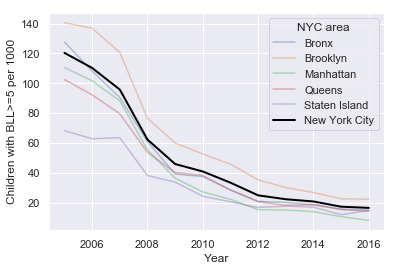 NYC area
Bronx
Brooklyn
Manhattan
Queens
Staten Island
New York City
Children with BLL>=5 per 1000
140
120
100
80
60
40
20
2006 2008 2010 2012 2014 2016
Year